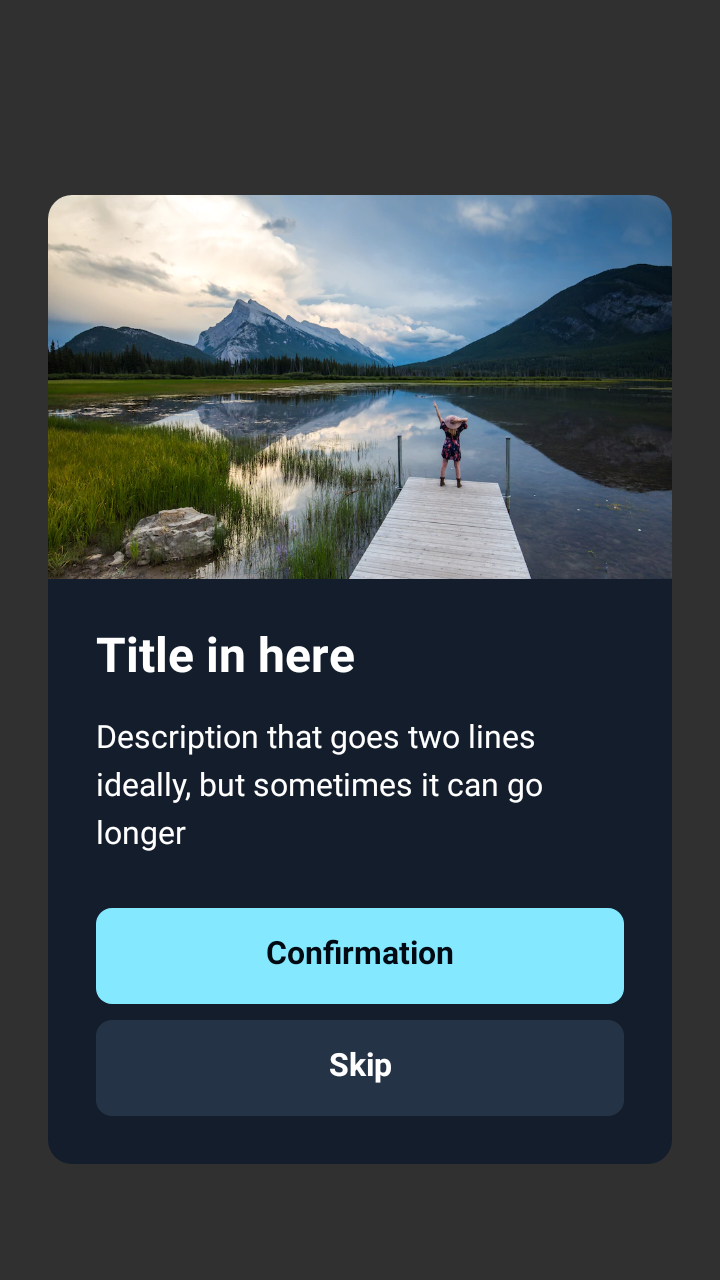 Title in here
Description that goes two lines
ideally, but sometimes it can go
longer
Confirmation
Skip